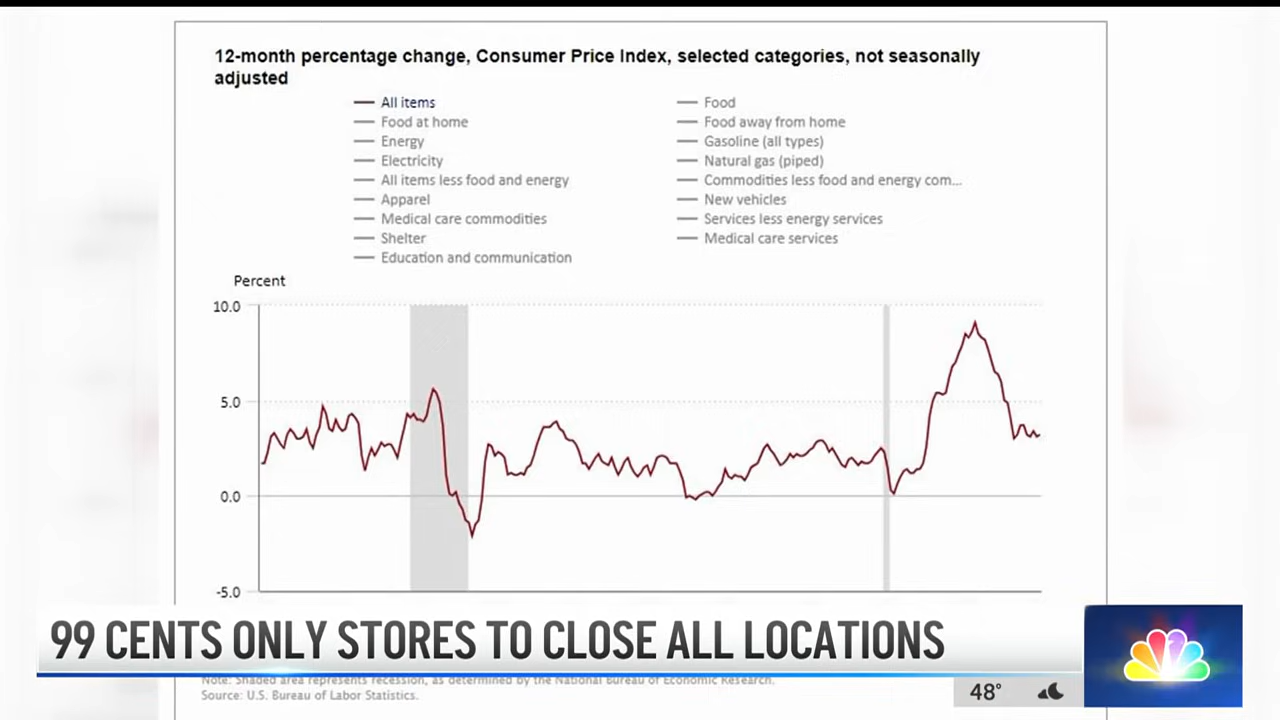 12-month percentage change, Consumer Price Index, selected categories, not seasonally
adjusted
All items
Food
Food at home
Food away from home
Energy
Gasoline (all types)
Electricity
Natural gas (piped)
All items less food and energy
Commodities less food and energy com...
Apparel
New vehicles
Medical care commodities
Services less energy services
Shelter
Medical care services
Education and communication
Percent
10.0
5.0
0.0
-5.0
99 CENTS ONLY STORES TO CLOSE ALL LOCATIONS
Note: Shaded area represents recession, as determined by the National Bureau of Economic Research.
Source: U.S. Bureau of Labor Statistics.
48°